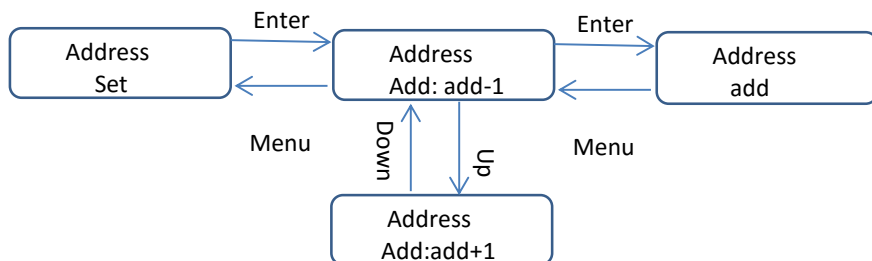 Enter
Enter
Address
Set
Address
Add: add-1
Address
add
Menu
Down
Up
Menu
Address
Add:add+1